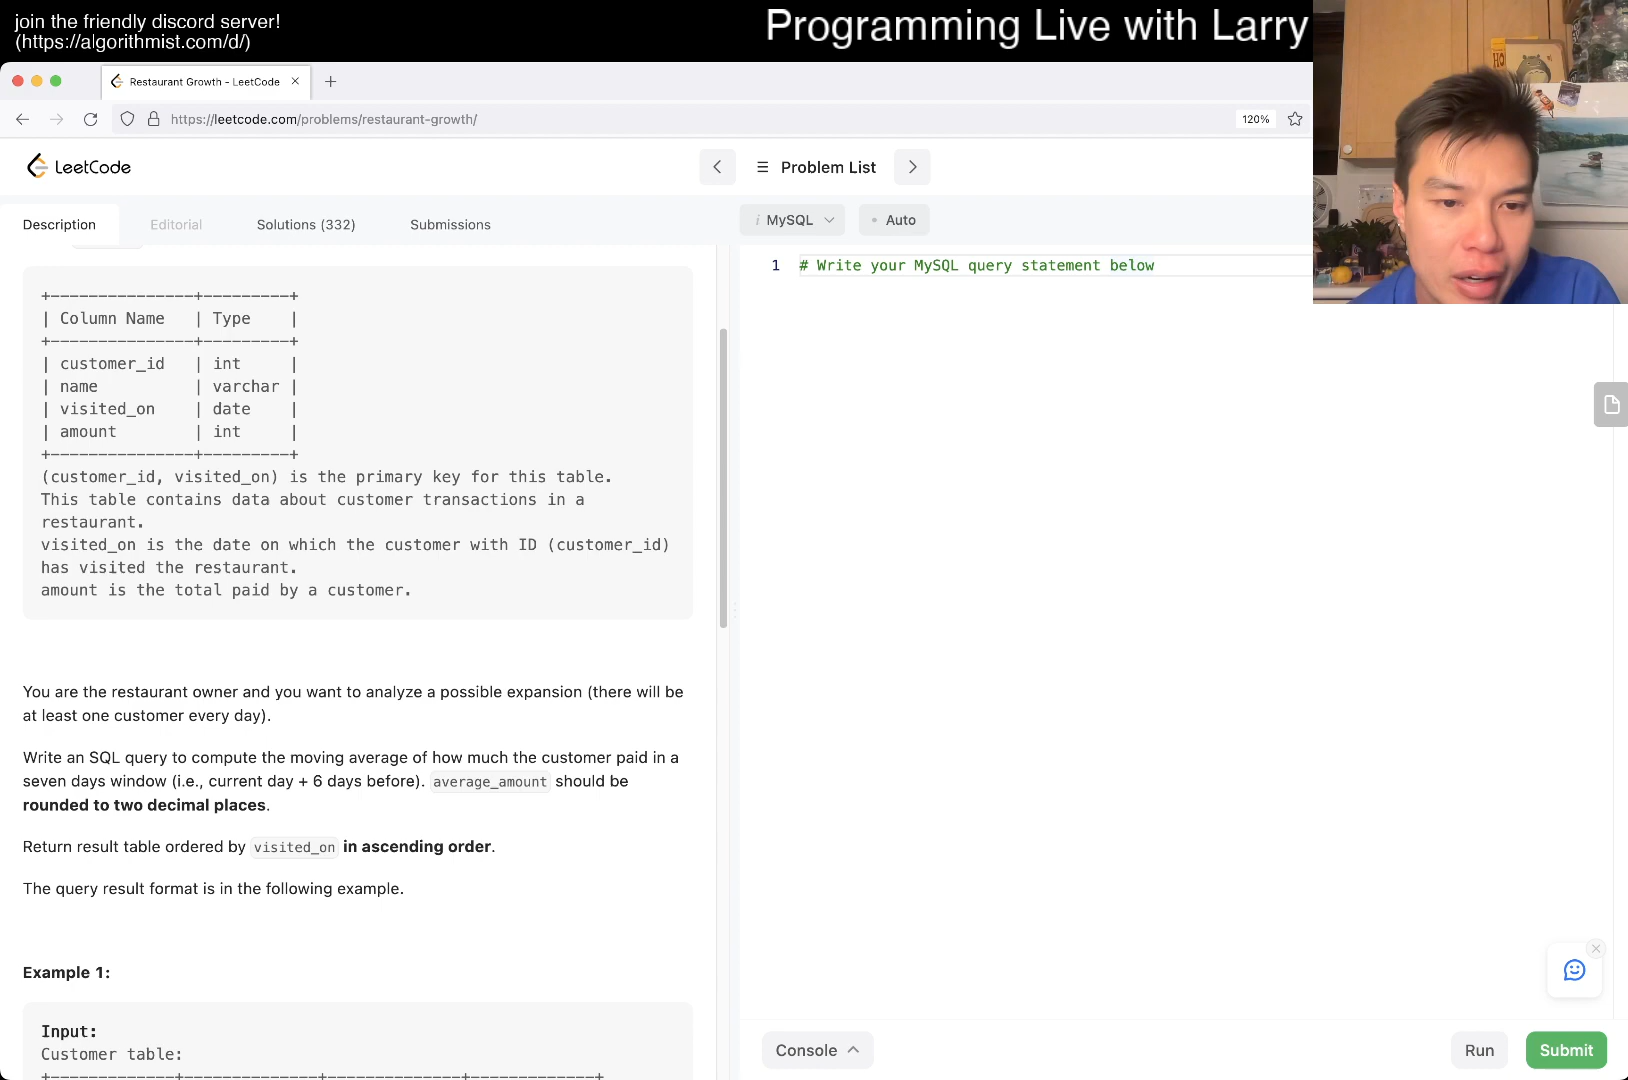 join the friendly discord server!
(https://algorithmist.com/d/)
Programming Live with Larry
Restaurant Growth - LeetCode
https://leetcode.com/problems/restaurant-growth/
120%
LeetCode
Problem List
Description
Editorial
Solutions (332)
Submissions
i MySQL
Auto
+---------------+---------+
| Column Name   | Type    |
+---------------+---------+
| customer_id   | int     |
| name          | varchar |
| visited_on    | date    |
| amount        | int     |
+---------------+---------+
(customer_id, visited_on) is the primary key for this table.
This table contains data about customer transactions in a
restaurant.
visited_on is the date on which the customer with ID (customer_id)
has visited the restaurant.
amount is the total paid by a customer.
You are the restaurant owner and you want to analyze a possible expansion (there will be
at least one customer every day).
Write an SQL query to compute the moving average of how much the customer paid in a
seven days window (i.e., current day + 6 days before). average_amount should be
rounded to two decimal places.
Return result table ordered by visited_on in ascending order.
The query result format is in the following example.
Example 1:
Input:
Customer table:
+-------------+--------------+--------------+-------------+
1
# Write your MySQL query statement below
Console
Run
Submit